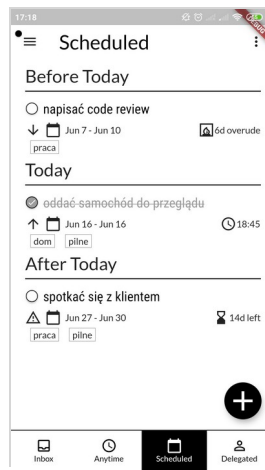 17:18
Scheduled
Before Today
napisać code review
Jun 7 - Jun 10
6d overude
praca
Today
oddać samochód do przeglądu
Jun 16 - Jun 16
18:45
dom pilne
After Today
spotkać się z klientem
Jun 27 - Jun 30
14d left
praca pilne
Inbox Anytime Scheduled Delegated